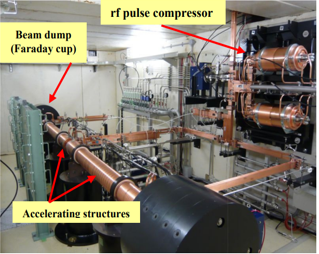 rf pulse compressor
Beam dump
(Faraday cup)
Accelerating structures